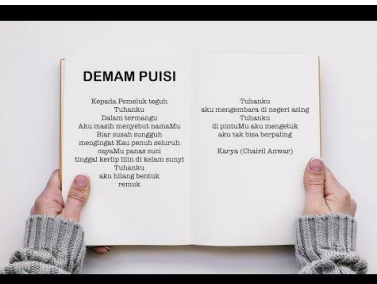 DEMAM PUISI
Kepada Pemeluk teguh
Tuhanku
Dalam termangu
Aku masih menyebut namaMu
Biar susah sungguh
mengingat Kau penuh seluruh
cayaMu panas suci
tinggal kerlip lilin di kelam sunyi
Tuhanku
aku hilang bentuk
remuk
Tuhanku
aku mengembara di negeri asing
Tuhanku
di pintuMu aku mengetuk
aku tak bisa berpaling
Karya (Chairil Anwar)